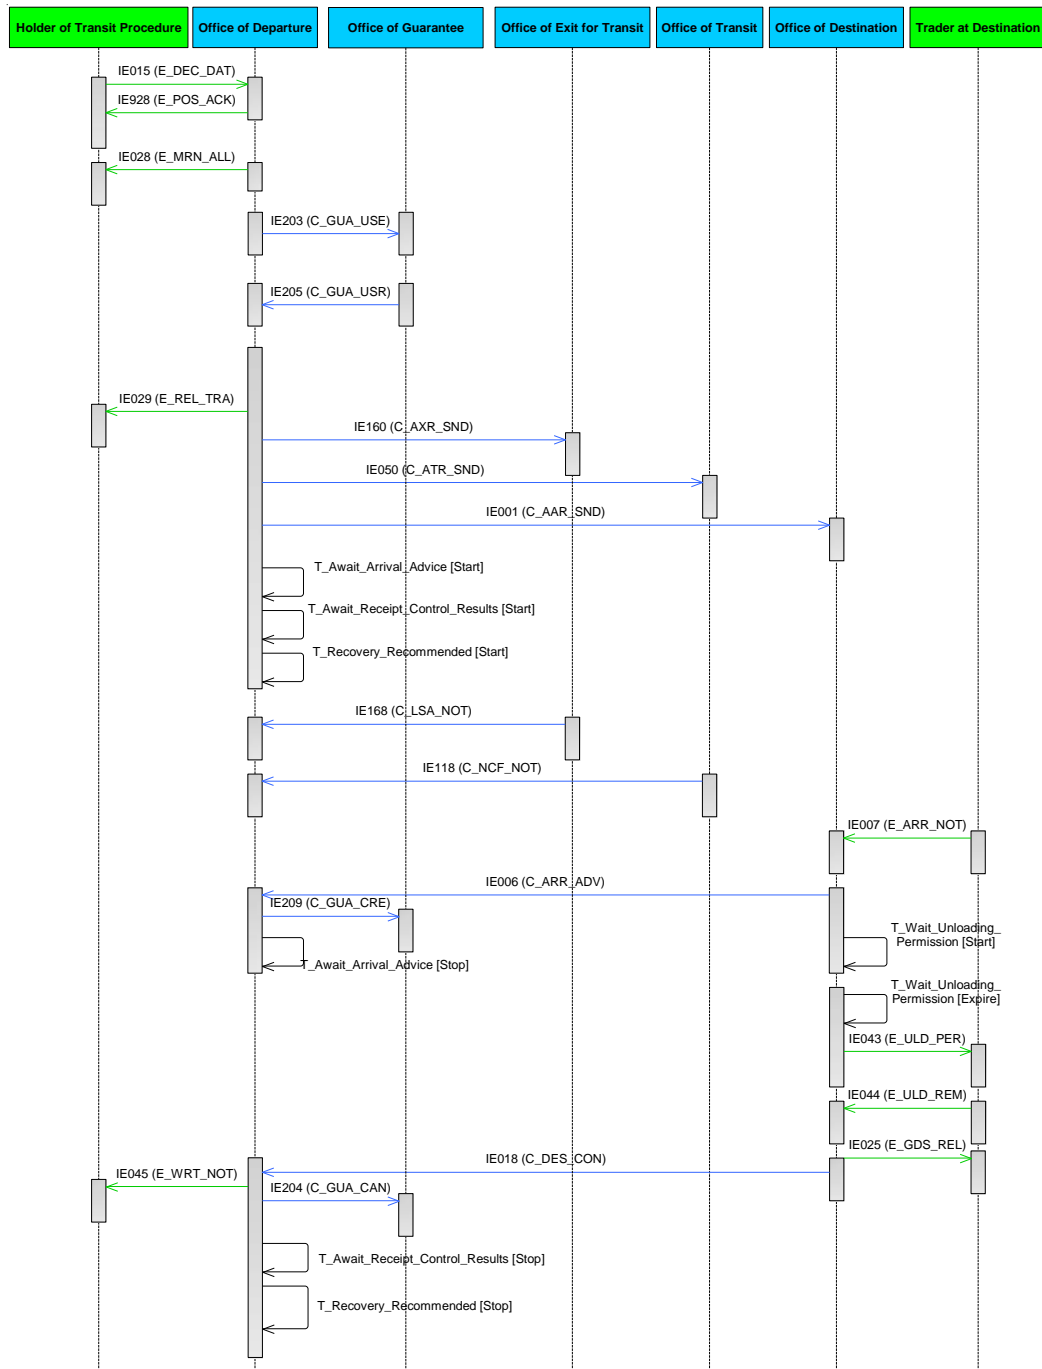 Holder of Transit Procedure
Office of Departure
Office of Guarantee
Office of Exit for Transit
Office of Transit
Office of Destination
Trader at Destination
IE015 (E_DEC_DAT)
IE928 (E_POS_ACK)
IE028 (E_MRN_ALL)
IE203 (C_GUA_USE)
IE205 (C_GUA_USR)
IE029 (E_REL_TRA)
IE160 (C_AXR_SND)
IE050 (C_ATR_SND)
IE001 (C_AAR_SND)
T_Await_Arrival_Advice [Start]
T_Await_Receipt_Control_Results [Start]
T_Recovery_Recommended [Start]
IE168 (C_LSA_NOT)
IE118 (C_NCF_NOT)
IE007 (E_ARR_NOT)
IE006 (C_ARR_ADV)
IE209 (C_GUA_CRE)
T_Wait_Unloading_
Permission [Start]
T_Await_Arrival_Advice [Stop]
T_Wait_Unloading_
Permission [Expire]
IE043 (E_ULD_PER)
IE044 (E_ULD_REM)
IE025 (E_GDS_REL)
IE018 (C_DES_CON)
IE045 (E_WRT_NOT)
IE204 (C_GUA_CAN)
T_Await_Receipt_Control_Results [Stop]
T_Recovery_Recommended [Stop]